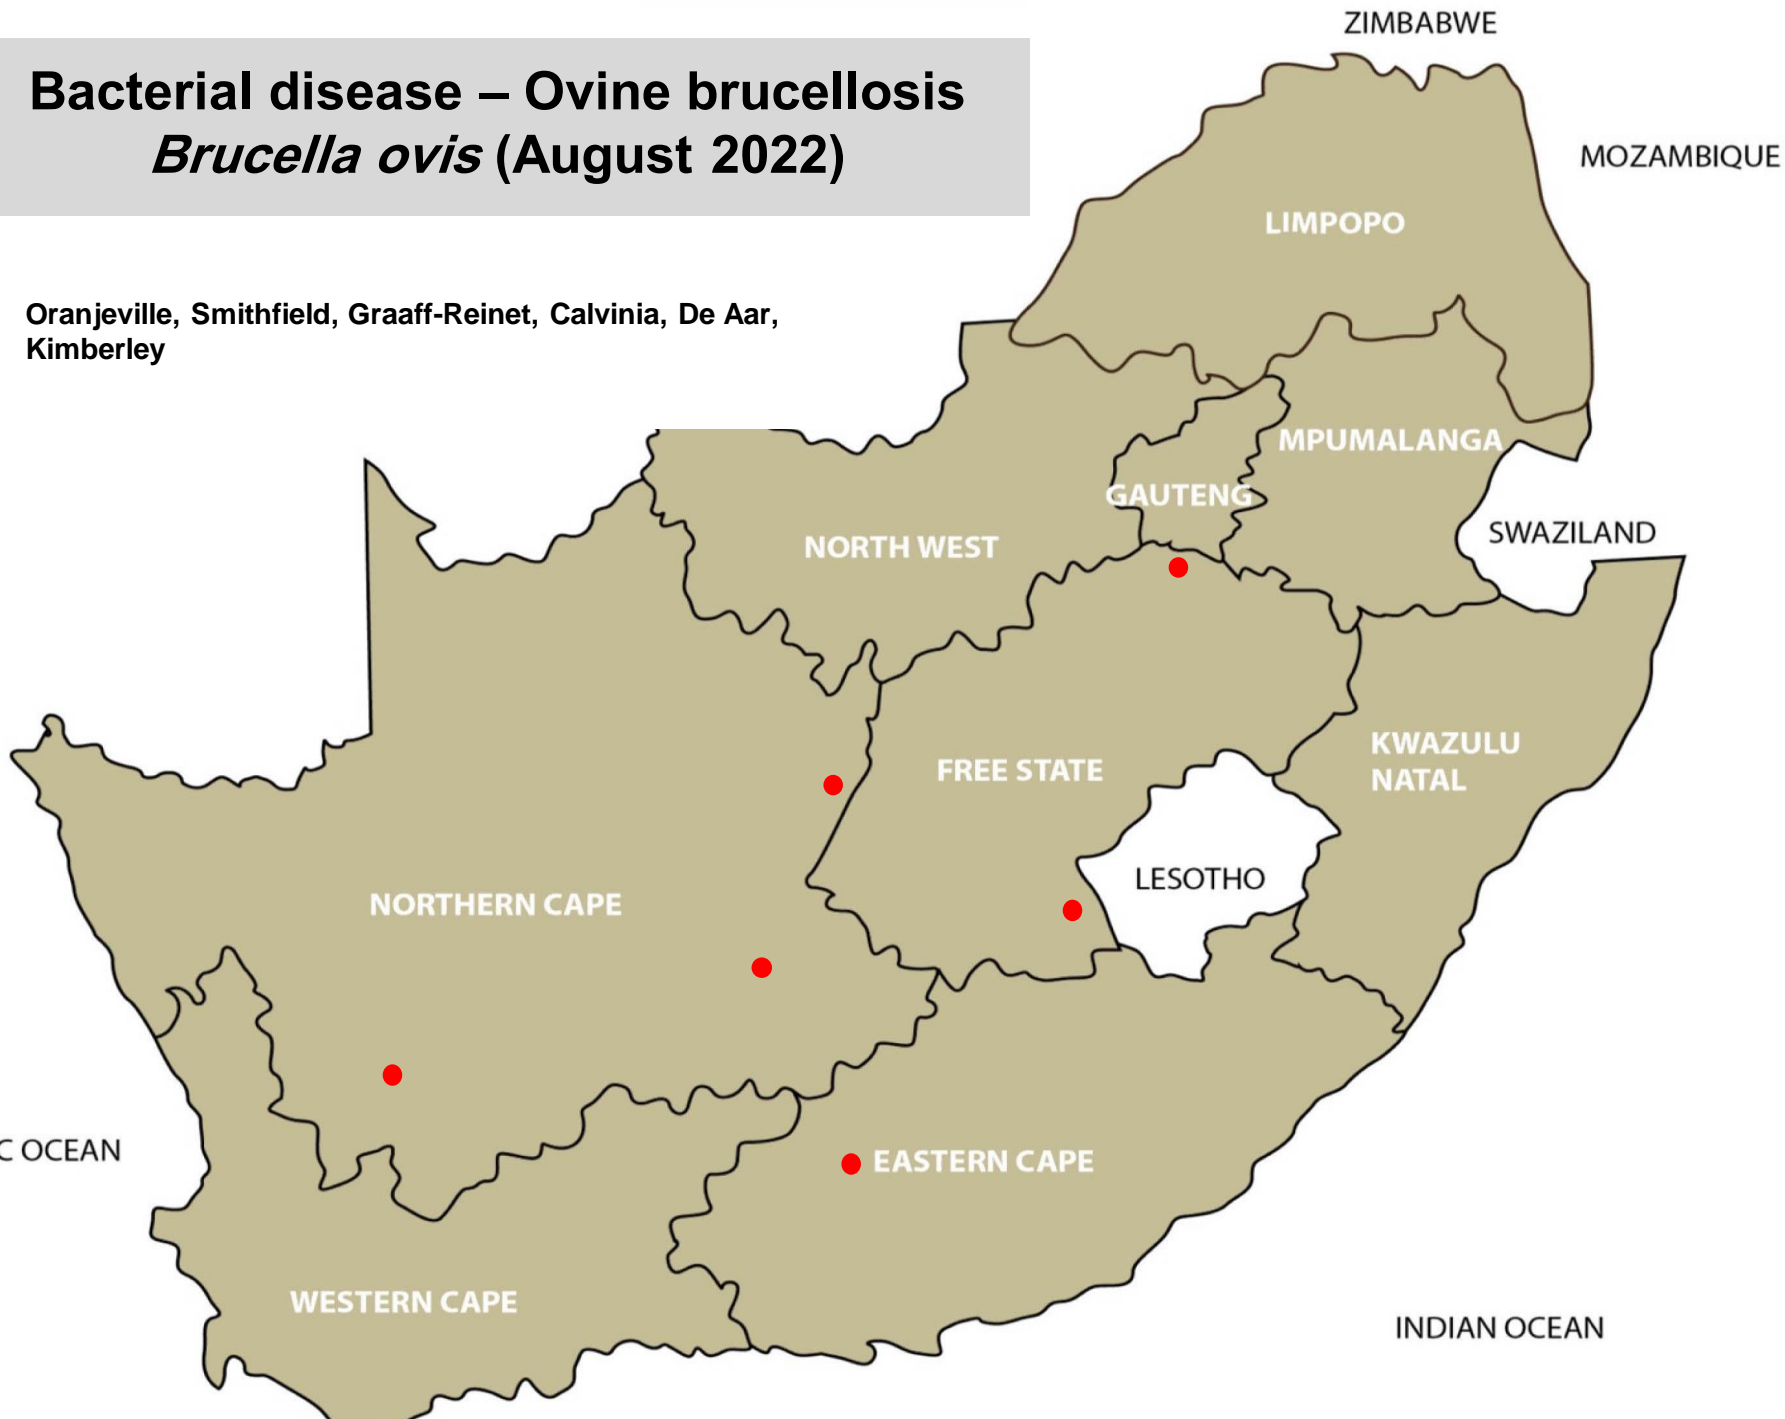 ZIMBABWE
Bacterial disease – Ovine brucellosis
Brucella ovis (August 2022)
MOZAMBIQUE
LIMPOPO
Oranjeville, Smithfield, Graaff-Reinet, Calvinia, De Aar,
Kimberley
MPUMALANGA
GAUTENG
SWAZILAND
NORTH WEST
KWAZULU
NATAL
FREE STATE
LESOTHO
NORTHERN CAPE
C OCEAN
EASTERN CAPE
WESTERN CAPE
INDIAN OCEAN